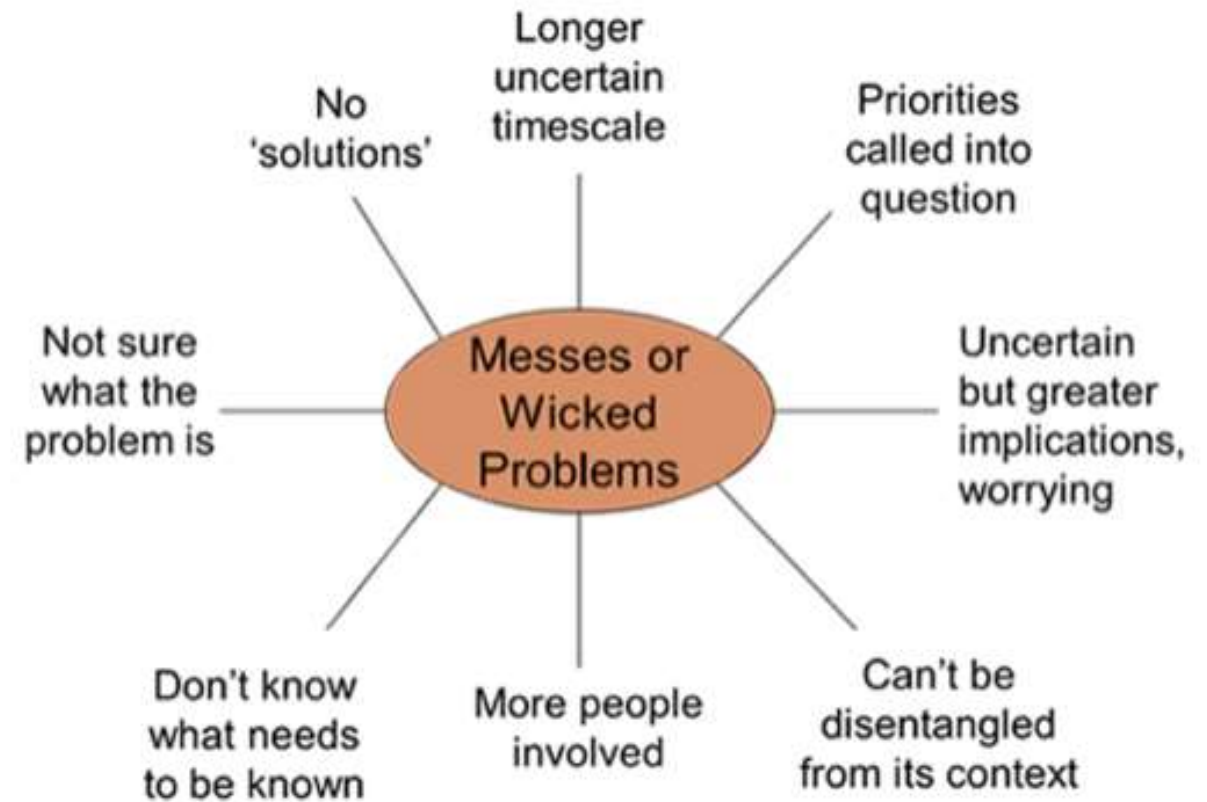 Longer
uncertain
timescale
Priorities
called into
question
Uncertain
but greater
implications,
worrying
Can't be
disentangled
from its context
More people
involved
Don't know
what needs
to be known
Not sure
what the
problem is
No
'solutions'
Messes or
Wicked
Problems